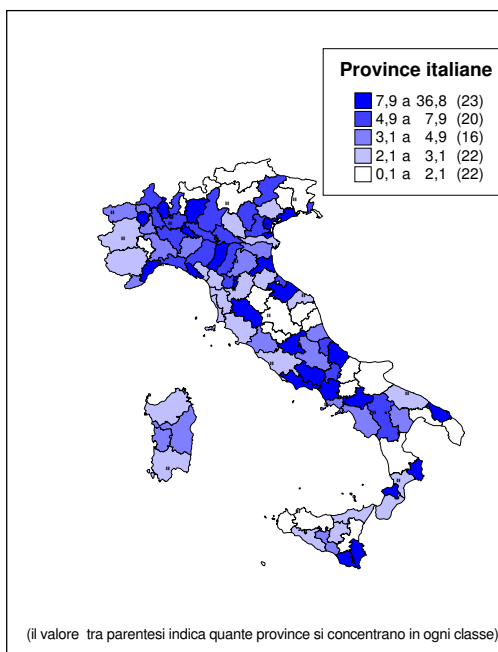 Province italiane
7,9 a 36,8 (23)
4,9 a 7,9 (20)
3,1 a 4,9 (16)
2,1 a 3,1 (22)
0,1 a 2,1 (22)
(il valore tra parentesi indica quante province si concentrano in ogni classe)